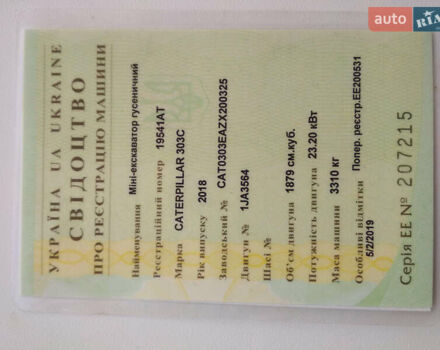 auto RIA
УКРАЇНА UA UKRAINE
СВІДОЦТВО
ПРО РЕЄСТРАЦІЮ МАШИНИ
Найменування Міні-екскаватор гусеничний
Реєстраційний номер 19541АТ
Марка CATERPILLAR 303C
Рік випуску 2018
Заводський № CAT0303EAZX200325
Двигун № 1JA3564
Шасі №
Об'єм двигуна 1879 см.куб.
Потужність двигуна 23.20 кВт
Маса машини 3310 кг
Особливі відмітки Попер. реєстр.ЕЕ200531
5/2/2019
Серія ЕЕ № 207215